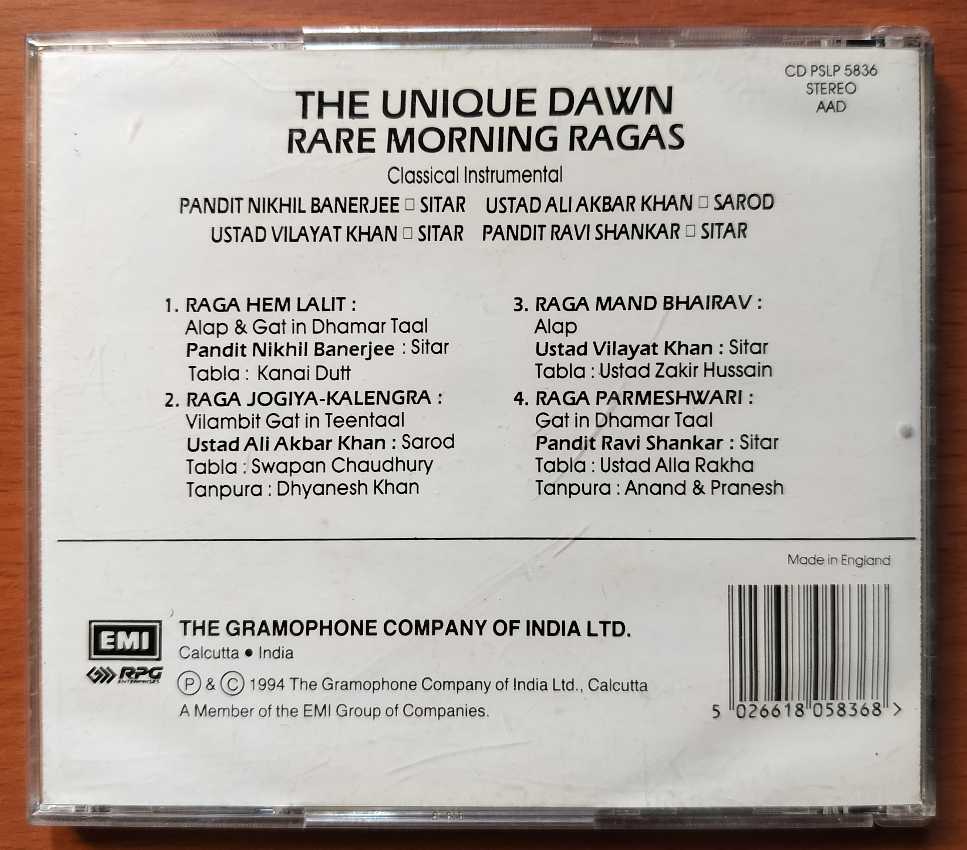 CD PSLP 5836
STEREO
AAD
THE UNIQUE DAWN
RARE MORNING RAGAS
Classical Instrumental
PANDIT NIKHIL BANERJEE □ SITAR USTAD ALI AKBAR KHAN □ SAROD
USTAD VILAYAT KHAN □ SITAR PANDIT RAVI SHANKAR □ SITAR
1. RAGA HEM LALIT :
Alap & Gat in Dhamar Taal
Pandit Nikhil Banerjee : Sitar
Tabla : Kanai Dutt
2. RAGA JOGIYA-KALENGRA :
Vilambit Gat in Teentaal
Ustad Ali Akbar Khan : Sarod
Tabla : Swapan Chaudhury
Tanpura : Dhyanesh Khan
3. RAGA MAND BHAIRAV :
Alap
Ustad Vilayat Khan : Sitar
Tabla : Ustad Zakir Hussain
4. RAGA PARMESHWARI :
Gat in Dhamar Taal
Pandit Ravi Shankar : Sitar
Tabla : Ustad Alla Rakha
Tanpura : Anand & Pranesh
Made in England
EMI
RPG
ENTERPRISES
THE GRAMOPHONE COMPANY OF INDIA LTD.
Calcutta • India
Ⓟ & Ⓒ 1994 The Gramophone Company of India Ltd., Calcutta
A Member of the EMI Group of Companies.
5 026618 058368 >